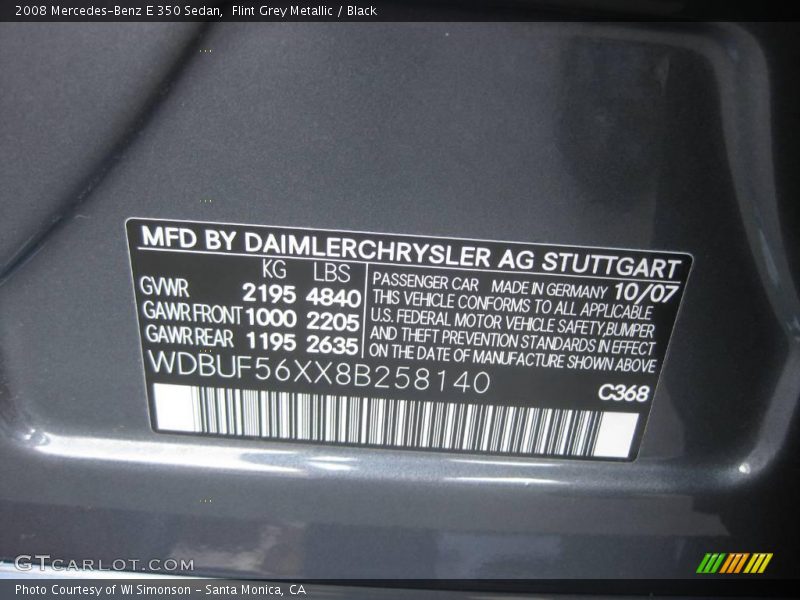 2008 Mercedes-Benz E 350 Sedan,  Flint Grey Metallic / Black
MFD BY DAIMLERCHRYSLER AG STUTTGART
KG LBS
GVWR 2195 4840
GAWR FRONT 1000 2205
GAWR REAR 1195 2635
PASSENGER CAR MADE IN GERMANY 10/07
THIS VEHICLE CONFORMS TO ALL APPLICABLE
U.S. FEDERAL MOTOR VEHICLE SAFETY, BUMPER
AND THEFT PREVENTION STANDARDS IN EFFECT
ON THE DATE OF MANUFACTURE SHOWN ABOVE
WDBUF56XX8B258140
C368
GTCARLOT.COM
Photo Courtesy of WI Simonson - Santa Monica, CA